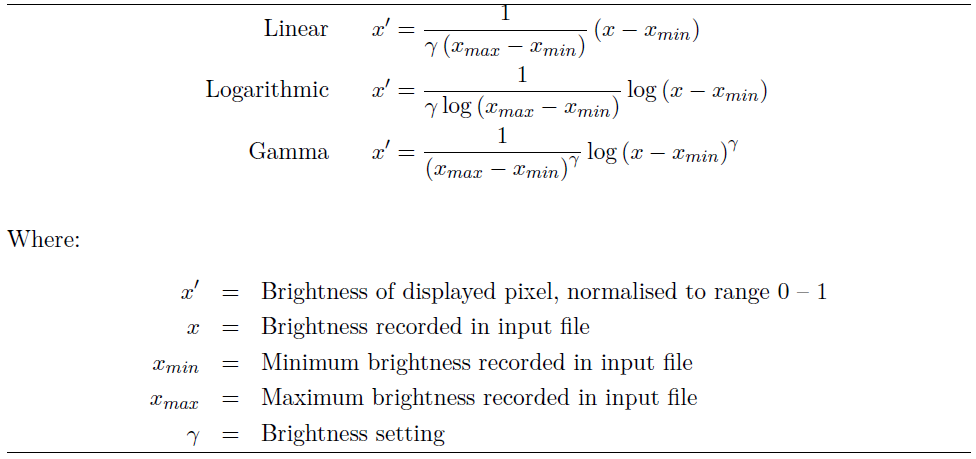 Linear x′ = 1 / γ (x_max − x_min) (x − x_min)
Logarithmic x′ = 1 / γ log (x_max − x_min) log (x − x_min)
Gamma x′ = 1 / (x_max − x_min)^γ log (x − x_min)^γ
Where:
x′ = Brightness of displayed pixel, normalised to range 0 – 1
x = Brightness recorded in input file
x_min = Minimum brightness recorded in input file
x_max = Maximum brightness recorded in input file
γ = Brightness setting